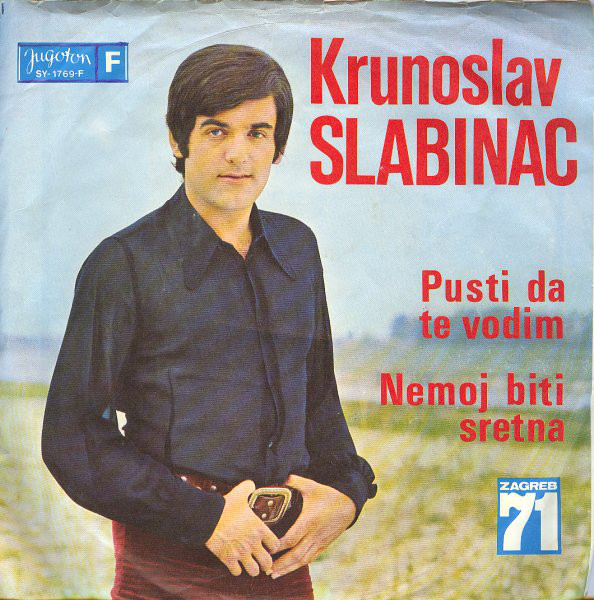 Jugoton F
SY-1769-F
Krunoslav
SLABINAC
Pusti da
te vodim
Nemoj biti
sretna
ZAGREB
71